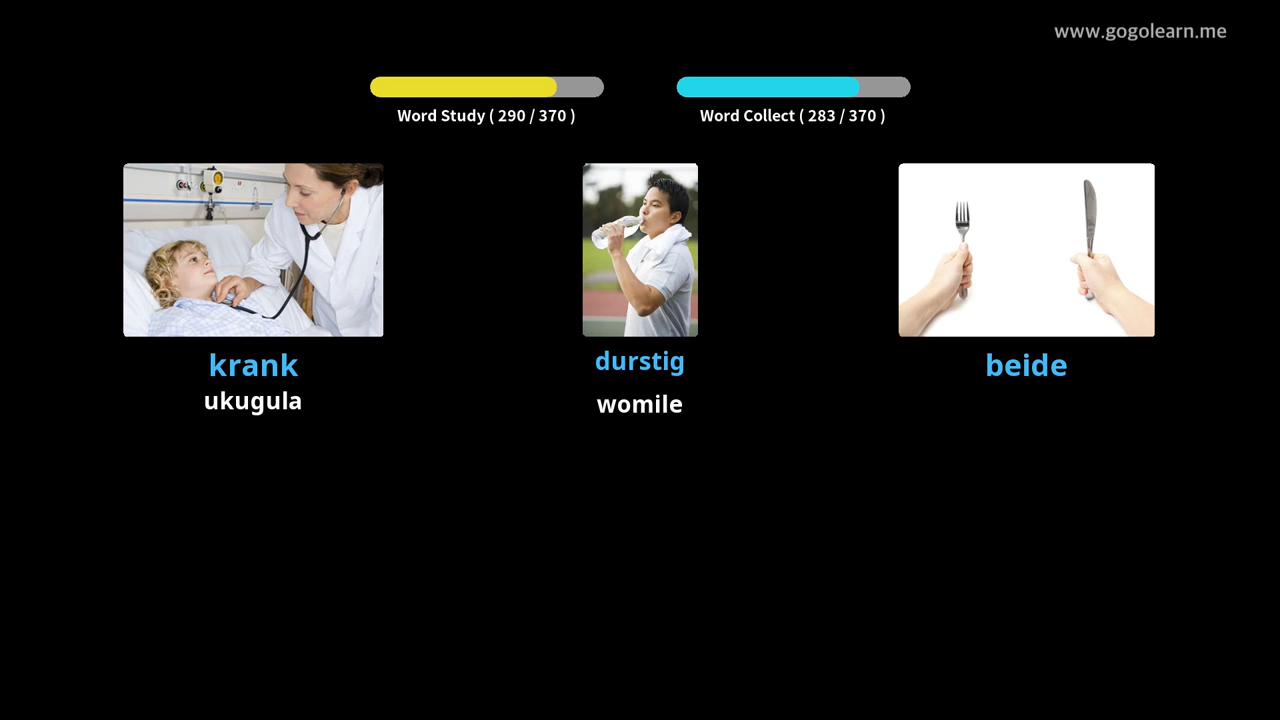 www.gogolearn.me
Word Study ( 290 / 370 )
Word Collect ( 283 / 370 )
krank
ukugula
durstig
womile
beide